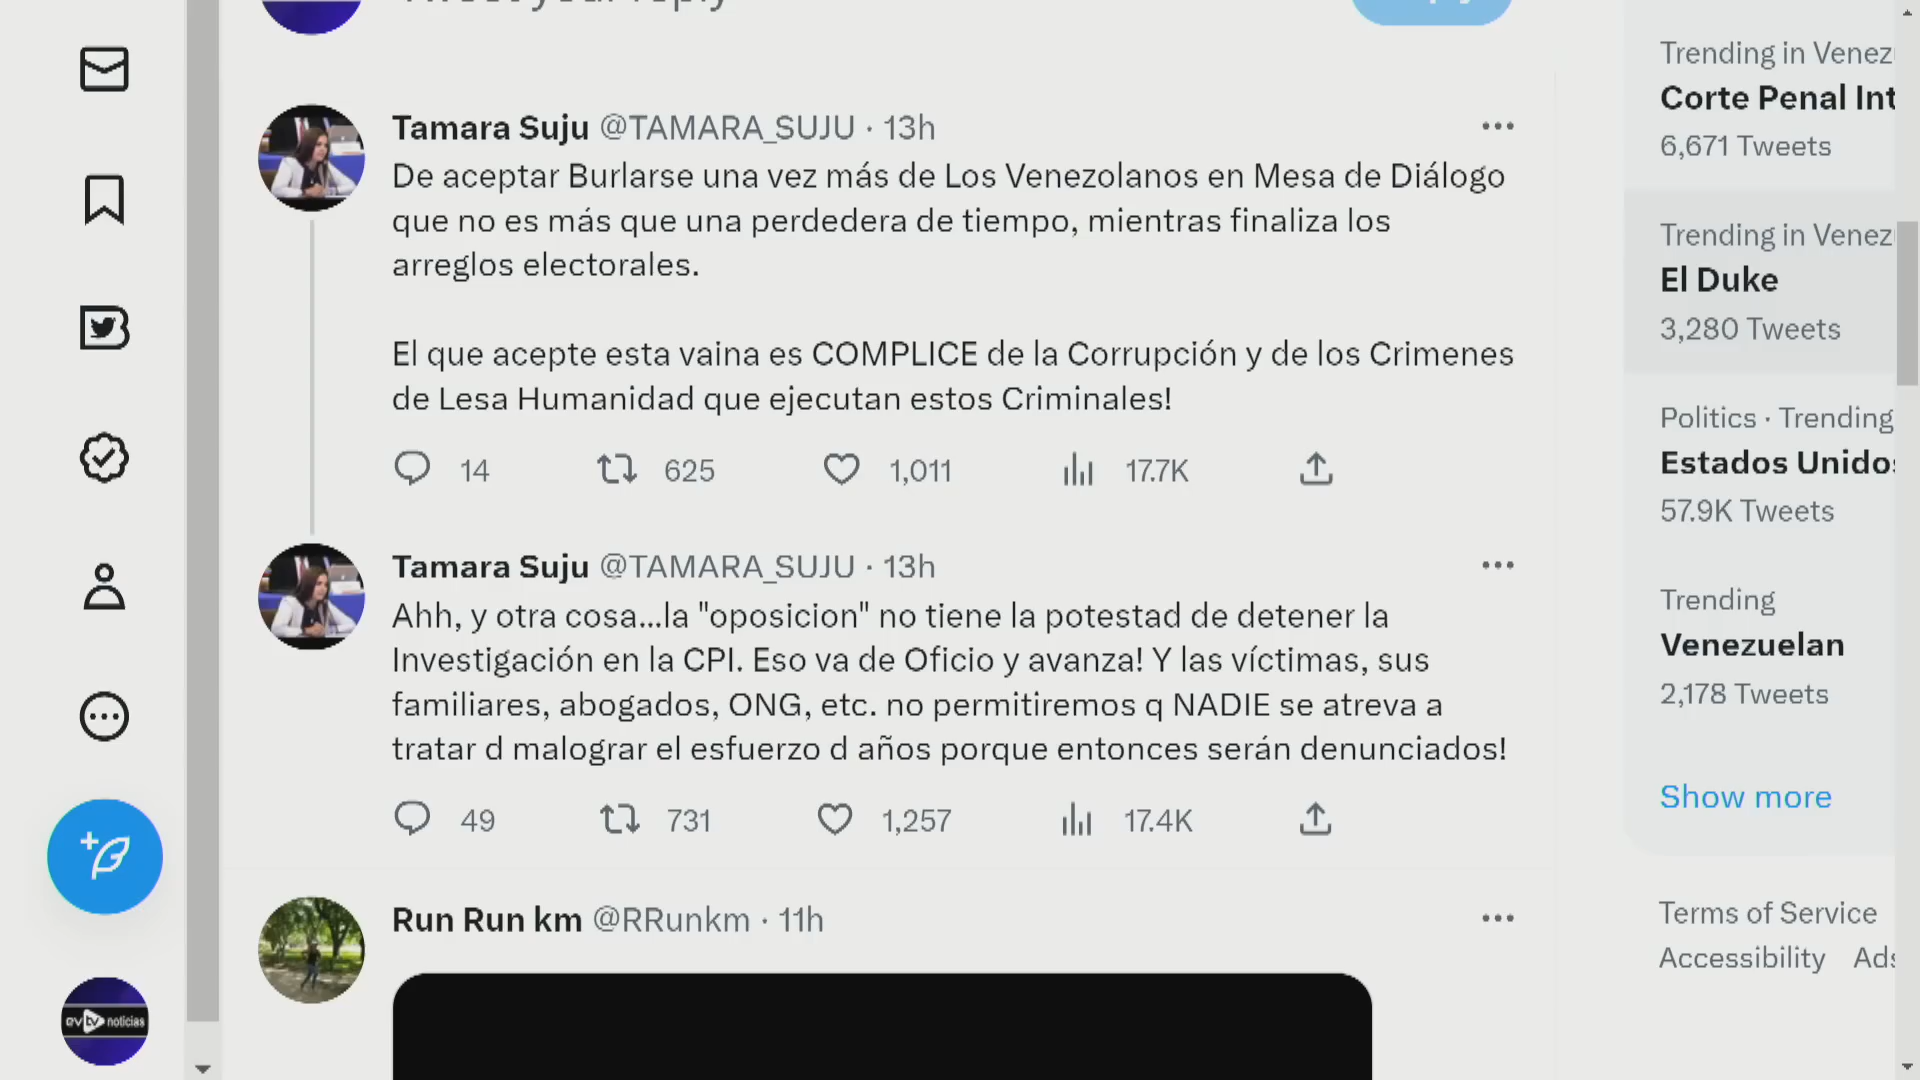 Tamara Suju @TAMARA_SUJU · 13h
De aceptar Burlarse una vez más de Los Venezolanos en Mesa de Diálogo
que no es más que una perdedera de tiempo, mientras finaliza los
arreglos electorales.
El que acepte esta vaina es COMPLICE de la Corrupción y de los Crimenes
de Lesa Humanidad que ejecutan estos Criminales!
14 625 1,011 17.7K
Tamara Suju @TAMARA_SUJU · 13h
Ahh, y otra cosa...la "oposicion" no tiene la potestad de detener la
Investigación en la CPI. Eso va de Oficio y avanza! Y las víctimas, sus
familiares, abogados, ONG, etc. no permitiremos q NADIE se atreva a
tratar d malograr el esfuerzo d años porque entonces serán denunciados!
49 731 1,257 17.4K
Run Run km @RRunkm · 11h
evtv noticias
Trending in Venez
Corte Penal Int
6,671 Tweets
Trending in Venez
El Duke
3,280 Tweets
Politics · Trending
Estados Unidos
57.9K Tweets
Trending
Venezuelan
2,178 Tweets
Show more
Terms of Service
Accessibility Ads